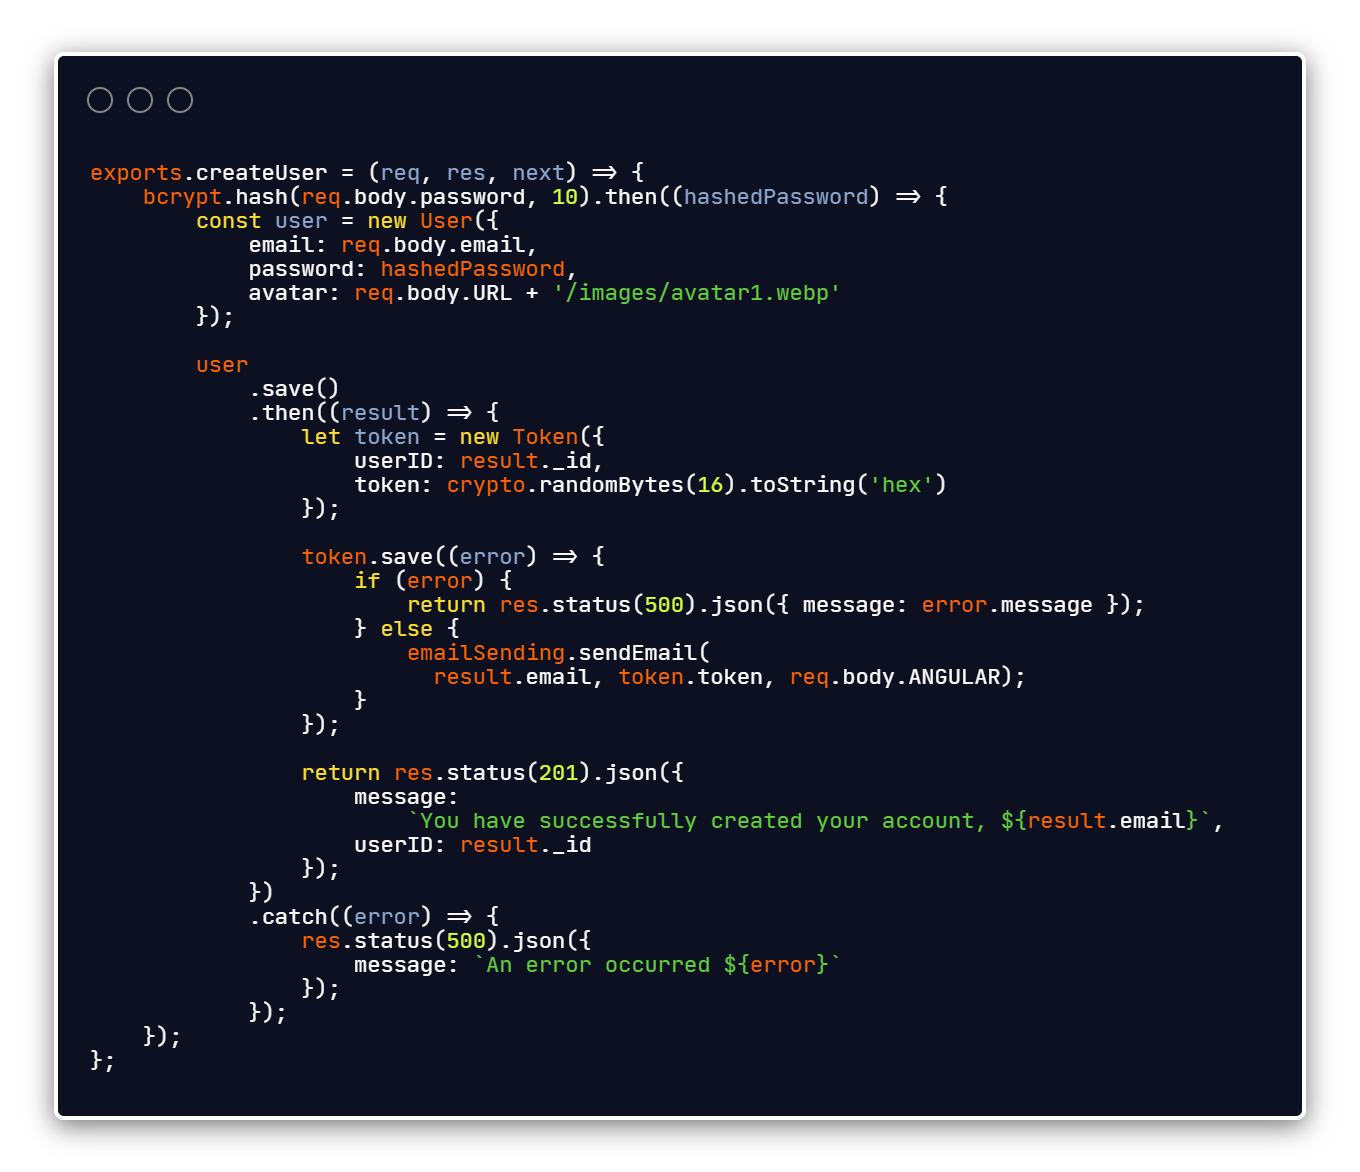 exports.createUser = (req, res, next) => {
    bcrypt.hash(req.body.password, 10).then((hashedPassword) => {
        const user = new User({
            email: req.body.email,
            password: hashedPassword,
            avatar: req.body.URL + '/images/avatar1.webp'
        });

        user
            .save()
            .then((result) => {
                let token = new Token({
                    userID: result._id,
                    token: crypto.randomBytes(16).toString('hex')
                });

                token.save((error) => {
                    if (error) {
                        return res.status(500).json({ message: error.message });
                    } else {
                        emailSending.sendEmail(
                          result.email, token.token, req.body.ANGULAR);
                    }
                });

                return res.status(201).json({
                    message:
                        `You have successfully created your account, ${result.email}`,
                    userID: result._id
                });
            })
            .catch((error) => {
                res.status(500).json({
                    message: `An error occurred ${error}`
                });
            });
    });
};